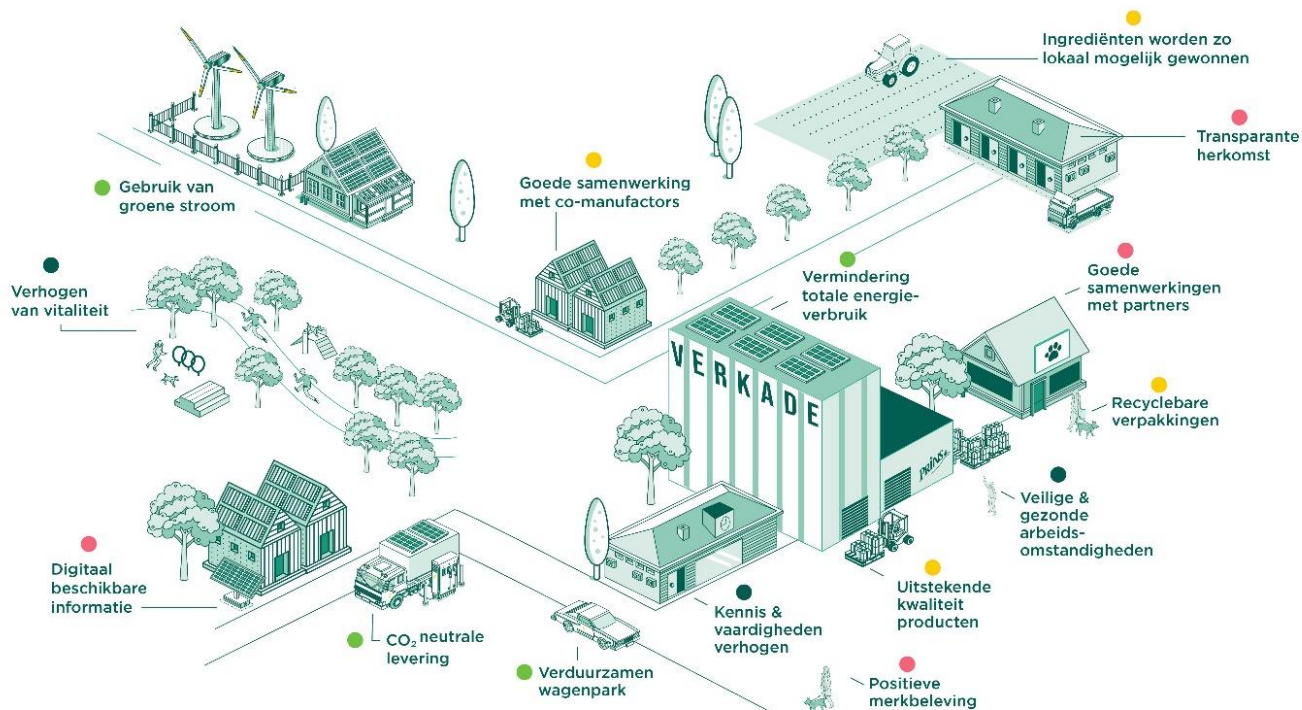 Ingrediënten worden zo
lokaal mogelijk gewonnen
Transparante
herkomst
Gebruik van
groene stroom
Goede samenwerking
met co-manufactors
Verhogen
van vitaliteit
Vermindering
totale energie-
verbruik
Goede
samenwerkingen
met partners
VERKADE
Recyclebare
verpakkingen
PRINS
Veilige &
gezonde
arbeids-
omstandigheden
Digitaal
beschikbare
informatie
Uitstekende
kwaliteit
producten
Kennis &
vaardigheden
verhogen
CO₂ neutrale
levering
Verduurzamen
wagenpark
Positieve
merkbeleving